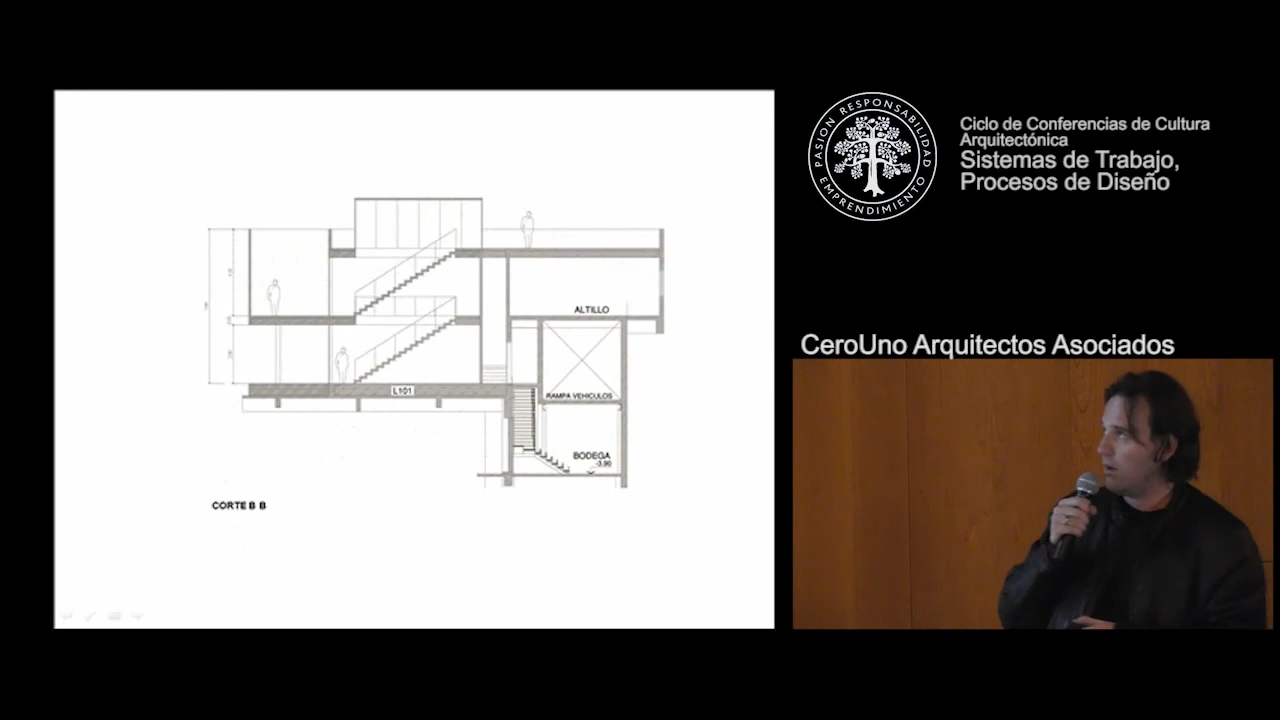 ALTILLO
L101
RAMPA VEHICULOS
BODEGA
-3.90
CORTE B B
PASION RESPONSABILIDAD EMPRENDIMIENTO
Ciclo de Conferencias de Cultura
Arquitectónica
Sistemas de Trabajo,
Procesos de Diseño
CeroUno Arquitectos Asociados